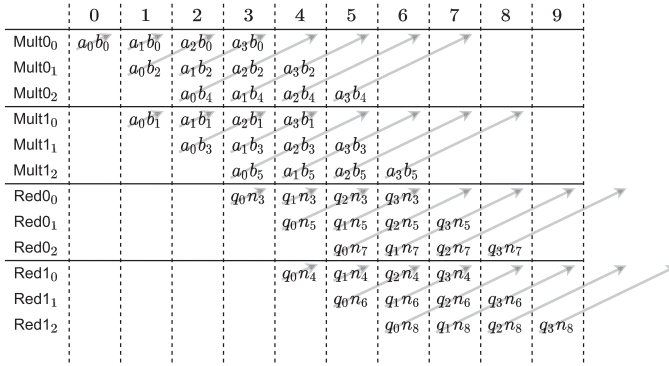 0 1 2 3 4 5 6 7 8 9
Mult0₀ a₀b₀ a₁b₀ a₂b₀ a₃b₀
Mult0₁ a₀b₂ a₁b₂ a₂b₂ a₃b₂
Mult0₂ a₀b₄ a₁b₄ a₂b₄ a₃b₄
Mult1₀ a₀b₁ a₁b₁ a₂b₁ a₃b₁
Mult1₁ a₀b₃ a₁b₃ a₂b₃ a₃b₃
Mult1₂ a₀b₅ a₁b₅ a₂b₅ a₃b₅
Red0₀ q₀n₃ q₁n₃ q₂n₃ q₃n₃
Red0₁ q₀n₅ q₁n₅ q₂n₅ q₃n₅
Red0₂ q₀n₇ q₁n₇ q₂n₇ q₃n₇
Red1₀ q₀n₄ q₁n₄ q₂n₄ q₃n₄
Red1₁ q₀n₆ q₁n₆ q₂n₆ q₃n₆
Red1₂ q₀n₈ q₁n₈ q₂n₈ q₃n₈